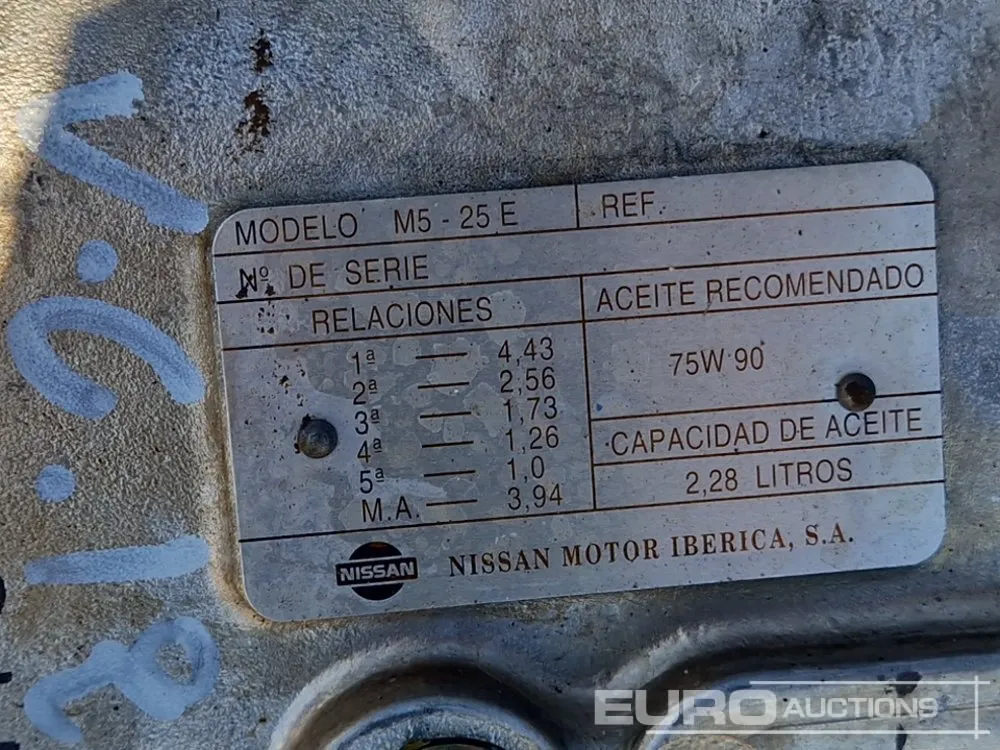 V.C.12
MODELO M5 - 25 E REF.
Nº DE SERIE
RELACIONES
1ª — 4,43
2ª — 2,56
3ª — 1,73
4ª — 1,26
5ª — 1,0
M.A. — 3,94
ACEITE RECOMENDADO
75W 90
CAPACIDAD DE ACEITE
2,28 LITROS
NISSAN
NISSAN MOTOR IBERICA, S.A.
EURO AUCTIONS